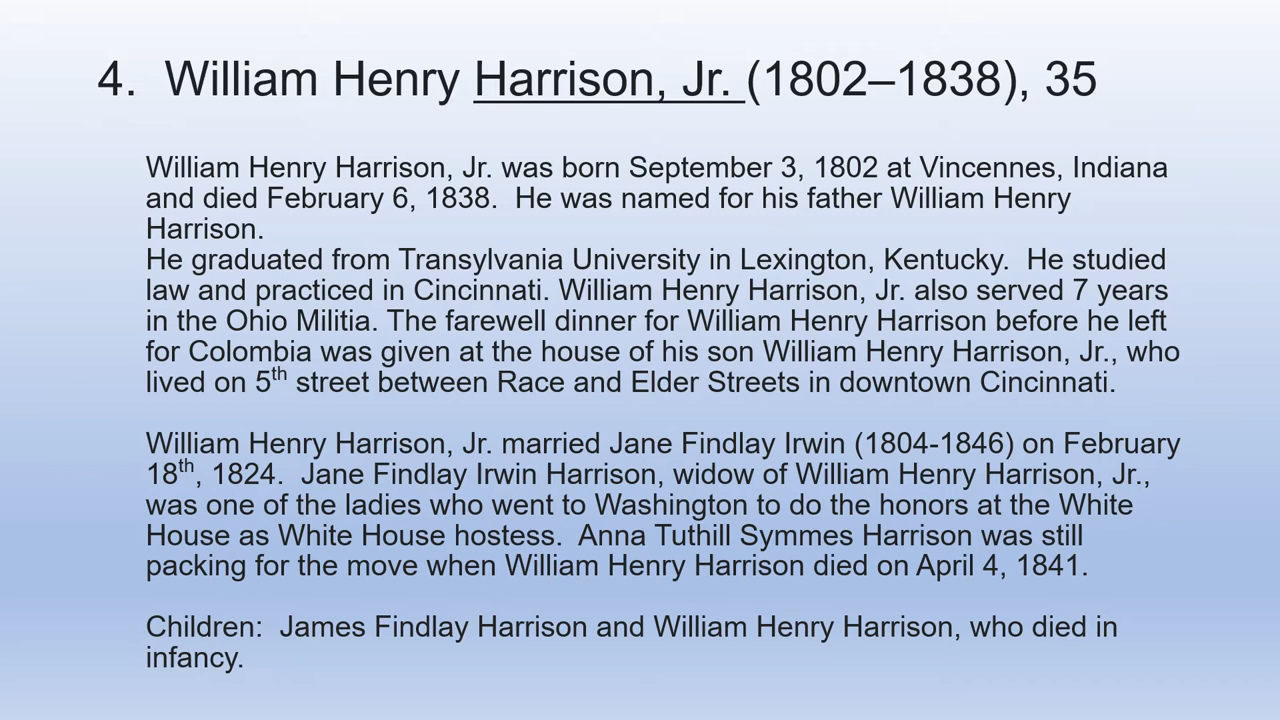 4.  William Henry Harrison, Jr. (1802–1838), 35
William Henry Harrison, Jr. was born September 3, 1802 at Vincennes, Indiana
and died February 6, 1838.  He was named for his father William Henry
Harrison.
He graduated from Transylvania University in Lexington, Kentucky.  He studied
law and practiced in Cincinnati. William Henry Harrison, Jr. also served 7 years
in the Ohio Militia. The farewell dinner for William Henry Harrison before he left
for Colombia was given at the house of his son William Henry Harrison, Jr., who
lived on 5th street between Race and Elder Streets in downtown Cincinnati.
William Henry Harrison, Jr. married Jane Findlay Irwin (1804-1846) on February
18th, 1824.  Jane Findlay Irwin Harrison, widow of William Henry Harrison, Jr.,
was one of the ladies who went to Washington to do the honors at the White
House as White House hostess.  Anna Tuthill Symmes Harrison was still
packing for the move when William Henry Harrison died on April 4, 1841.
Children:  James Findlay Harrison and William Henry Harrison, who died in
infancy.